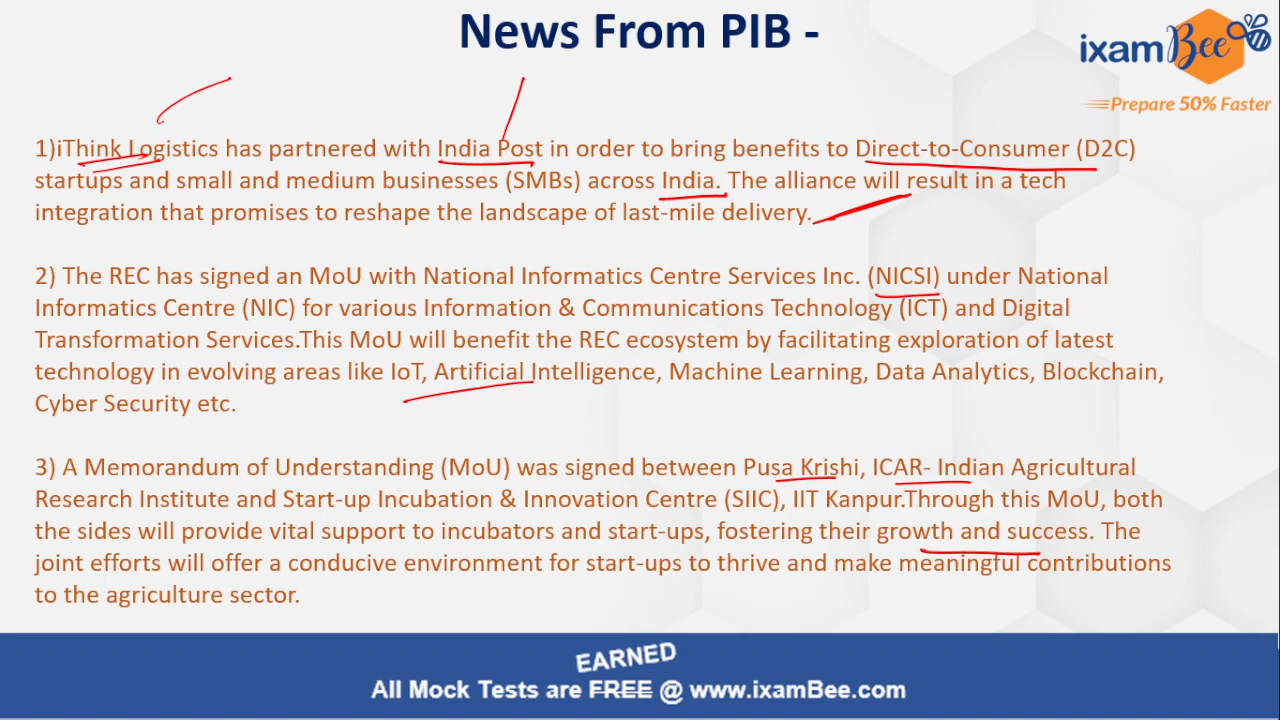 News From PIB -
ixamBee
Prepare 50% Faster
1)iThink Logistics has partnered with India Post in order to bring benefits to Direct-to-Consumer (D2C)
startups and small and medium businesses (SMBs) across India. The alliance will result in a tech
integration that promises to reshape the landscape of last-mile delivery.
2) The REC has signed an MoU with National Informatics Centre Services Inc. (NICSI) under National
Informatics Centre (NIC) for various Information & Communications Technology (ICT) and Digital
Transformation Services.This MoU will benefit the REC ecosystem by facilitating exploration of latest
technology in evolving areas like IoT, Artificial Intelligence, Machine Learning, Data Analytics, Blockchain,
Cyber Security etc.
3) A Memorandum of Understanding (MoU) was signed between Pusa Krishi, ICAR- Indian Agricultural
Research Institute and Start-up Incubation & Innovation Centre (SIIC), IIT Kanpur.Through this MoU, both
the sides will provide vital support to incubators and start-ups, fostering their growth and success. The
joint efforts will offer a conducive environment for start-ups to thrive and make meaningful contributions
to the agriculture sector.
EARNED
All Mock Tests are FREE @ www.ixamBee.com